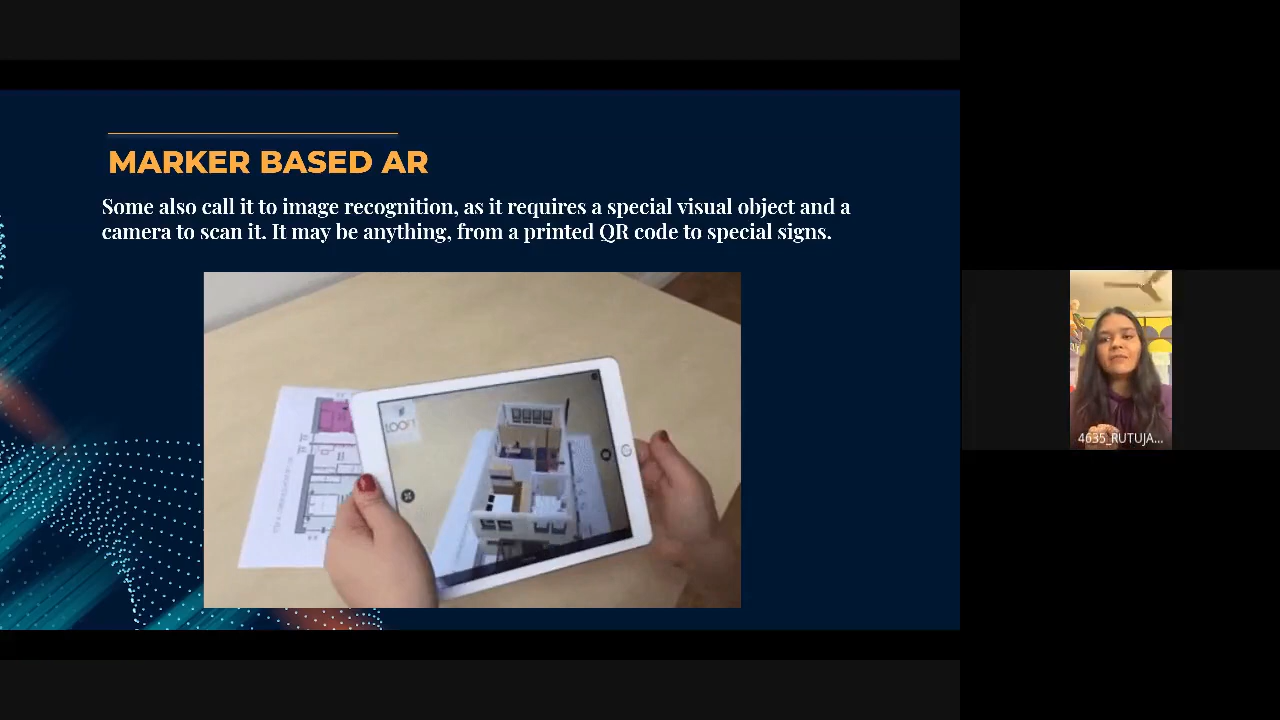 MARKER BASED AR
Some also call it to image recognition, as it requires a special visual object and a
camera to scan it. It may be anything, from a printed QR code to special signs.
4635_RUTUJA...